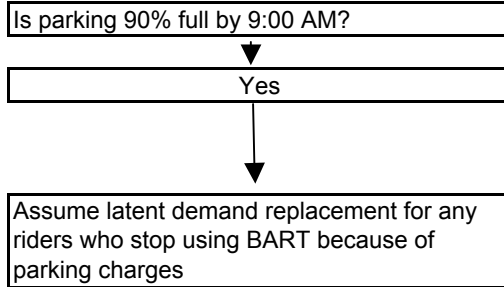 Is parking 90% full by 9:00 AM?
Yes
Assume latent demand replacement for any
riders who stop using BART because of
parking charges